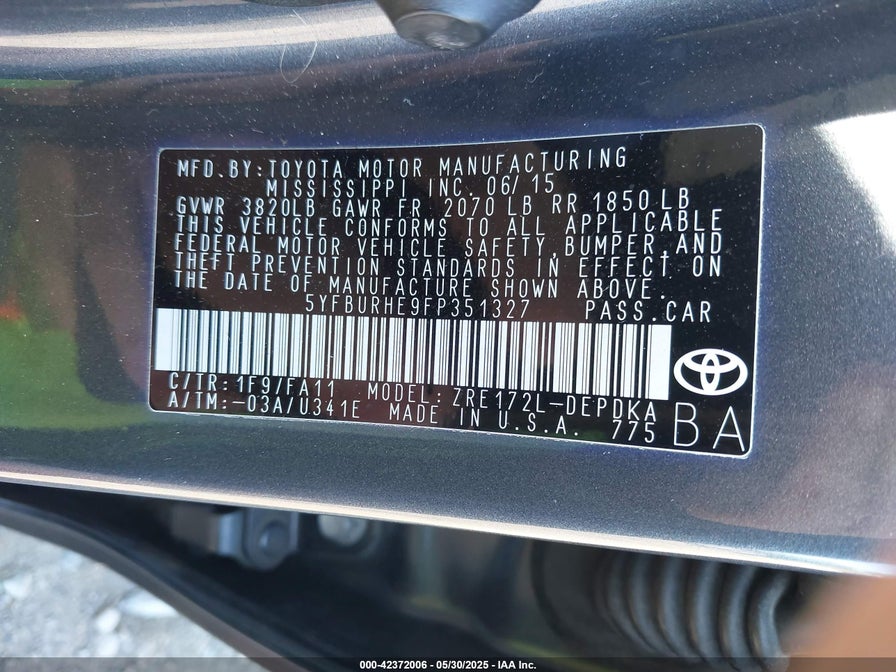 MFD. BY: TOYOTA MOTOR MANUFACTURING
MISSISSIPPI INC. 06/15
GVWR 3820LB GAWR FR 2070 LB RR 1850 LB
THIS VEHICLE CONFORMS TO ALL APPLICABLE
FEDERAL MOTOR VEHICLE SAFETY, BUMPER, AND
THEFT PREVENTION STANDARDS IN EFFECT ON
THE DATE OF MANUFACTURE SHOWN ABOVE.
5YFBURHE9FP351327 PASS. CAR
C/TR: 1F9/FA11 MODEL: ZRE172L-DEPDKA
A/TM: -03A/U341E MADE IN U.S.A. 775
BA
000-42372006 - 05/30/2025 - IAA Inc.